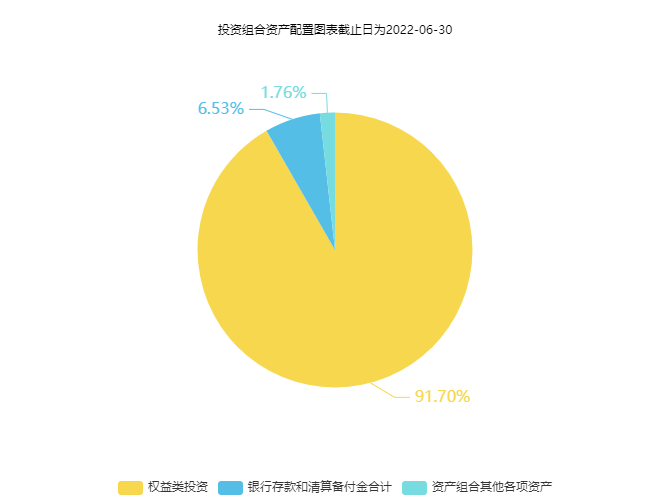 投资组合资产配置图表截止日为2022-06-30
1.76%
6.53%
91.70%
权益类投资 银行存款和清算备付金合计 资产组合其他各项资产